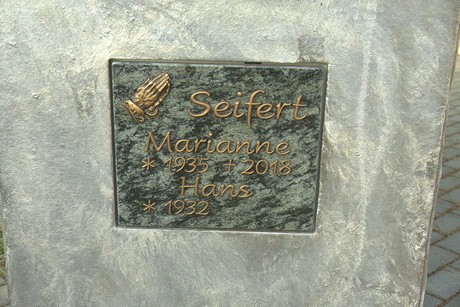 Seifert
Marianne
* 1935 † 2018
Hans
* 1932